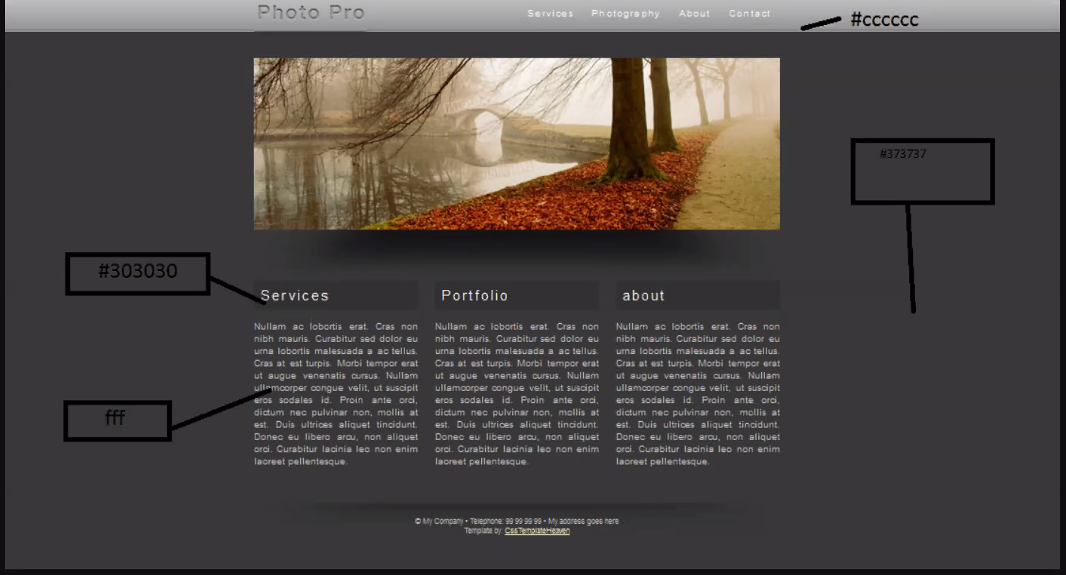 Photo Pro
Services Photography About Contact
#cccccc
#373737
#303030
Services
Nullam ac lobortis erat. Cras non
nibh mauris. Curabitur sed dolor eu
urna lobortis malesuada a ac tellus.
Cras at est turpis. Morbi tempor erat
ut augue venenatis cursus. Nullam
ullamcorper congue velit, ut suscipit
eros sodales id. Proin ante orci,
dictum nec pulvinar non, mollis at
est. Duis ultrices aliquet tincidunt.
Donec eu libero arcu, non aliquet
orci. Curabitur lacinia leo non enim
laoreet pellentesque.
Portfolio
Nullam ac lobortis erat. Cras non
nibh mauris. Curabitur sed dolor eu
urna lobortis malesuada a ac tellus.
Cras at est turpis. Morbi tempor erat
ut augue venenatis cursus. Nullam
ullamcorper congue velit, ut suscipit
eros sodales id. Proin ante orci,
dictum nec pulvinar non, mollis at
est. Duis ultrices aliquet tincidunt.
Donec eu libero arcu, non aliquet
orci. Curabitur lacinia leo non enim
laoreet pellentesque.
about
Nullam ac lobortis erat. Cras non
nibh mauris. Curabitur sed dolor eu
urna lobortis malesuada a ac tellus.
Cras at est turpis. Morbi tempor erat
ut augue venenatis cursus. Nullam
ullamcorper congue velit, ut suscipit
eros sodales id. Proin ante orci,
dictum nec pulvinar non, mollis at
est. Duis ultrices aliquet tincidunt.
Donec eu libero arcu, non aliquet
orci. Curabitur lacinia leo non enim
laoreet pellentesque.
fff
© My Company • Telephone: 99 99 99 99 • My address goes here
Template by: CssTemplateHeaven